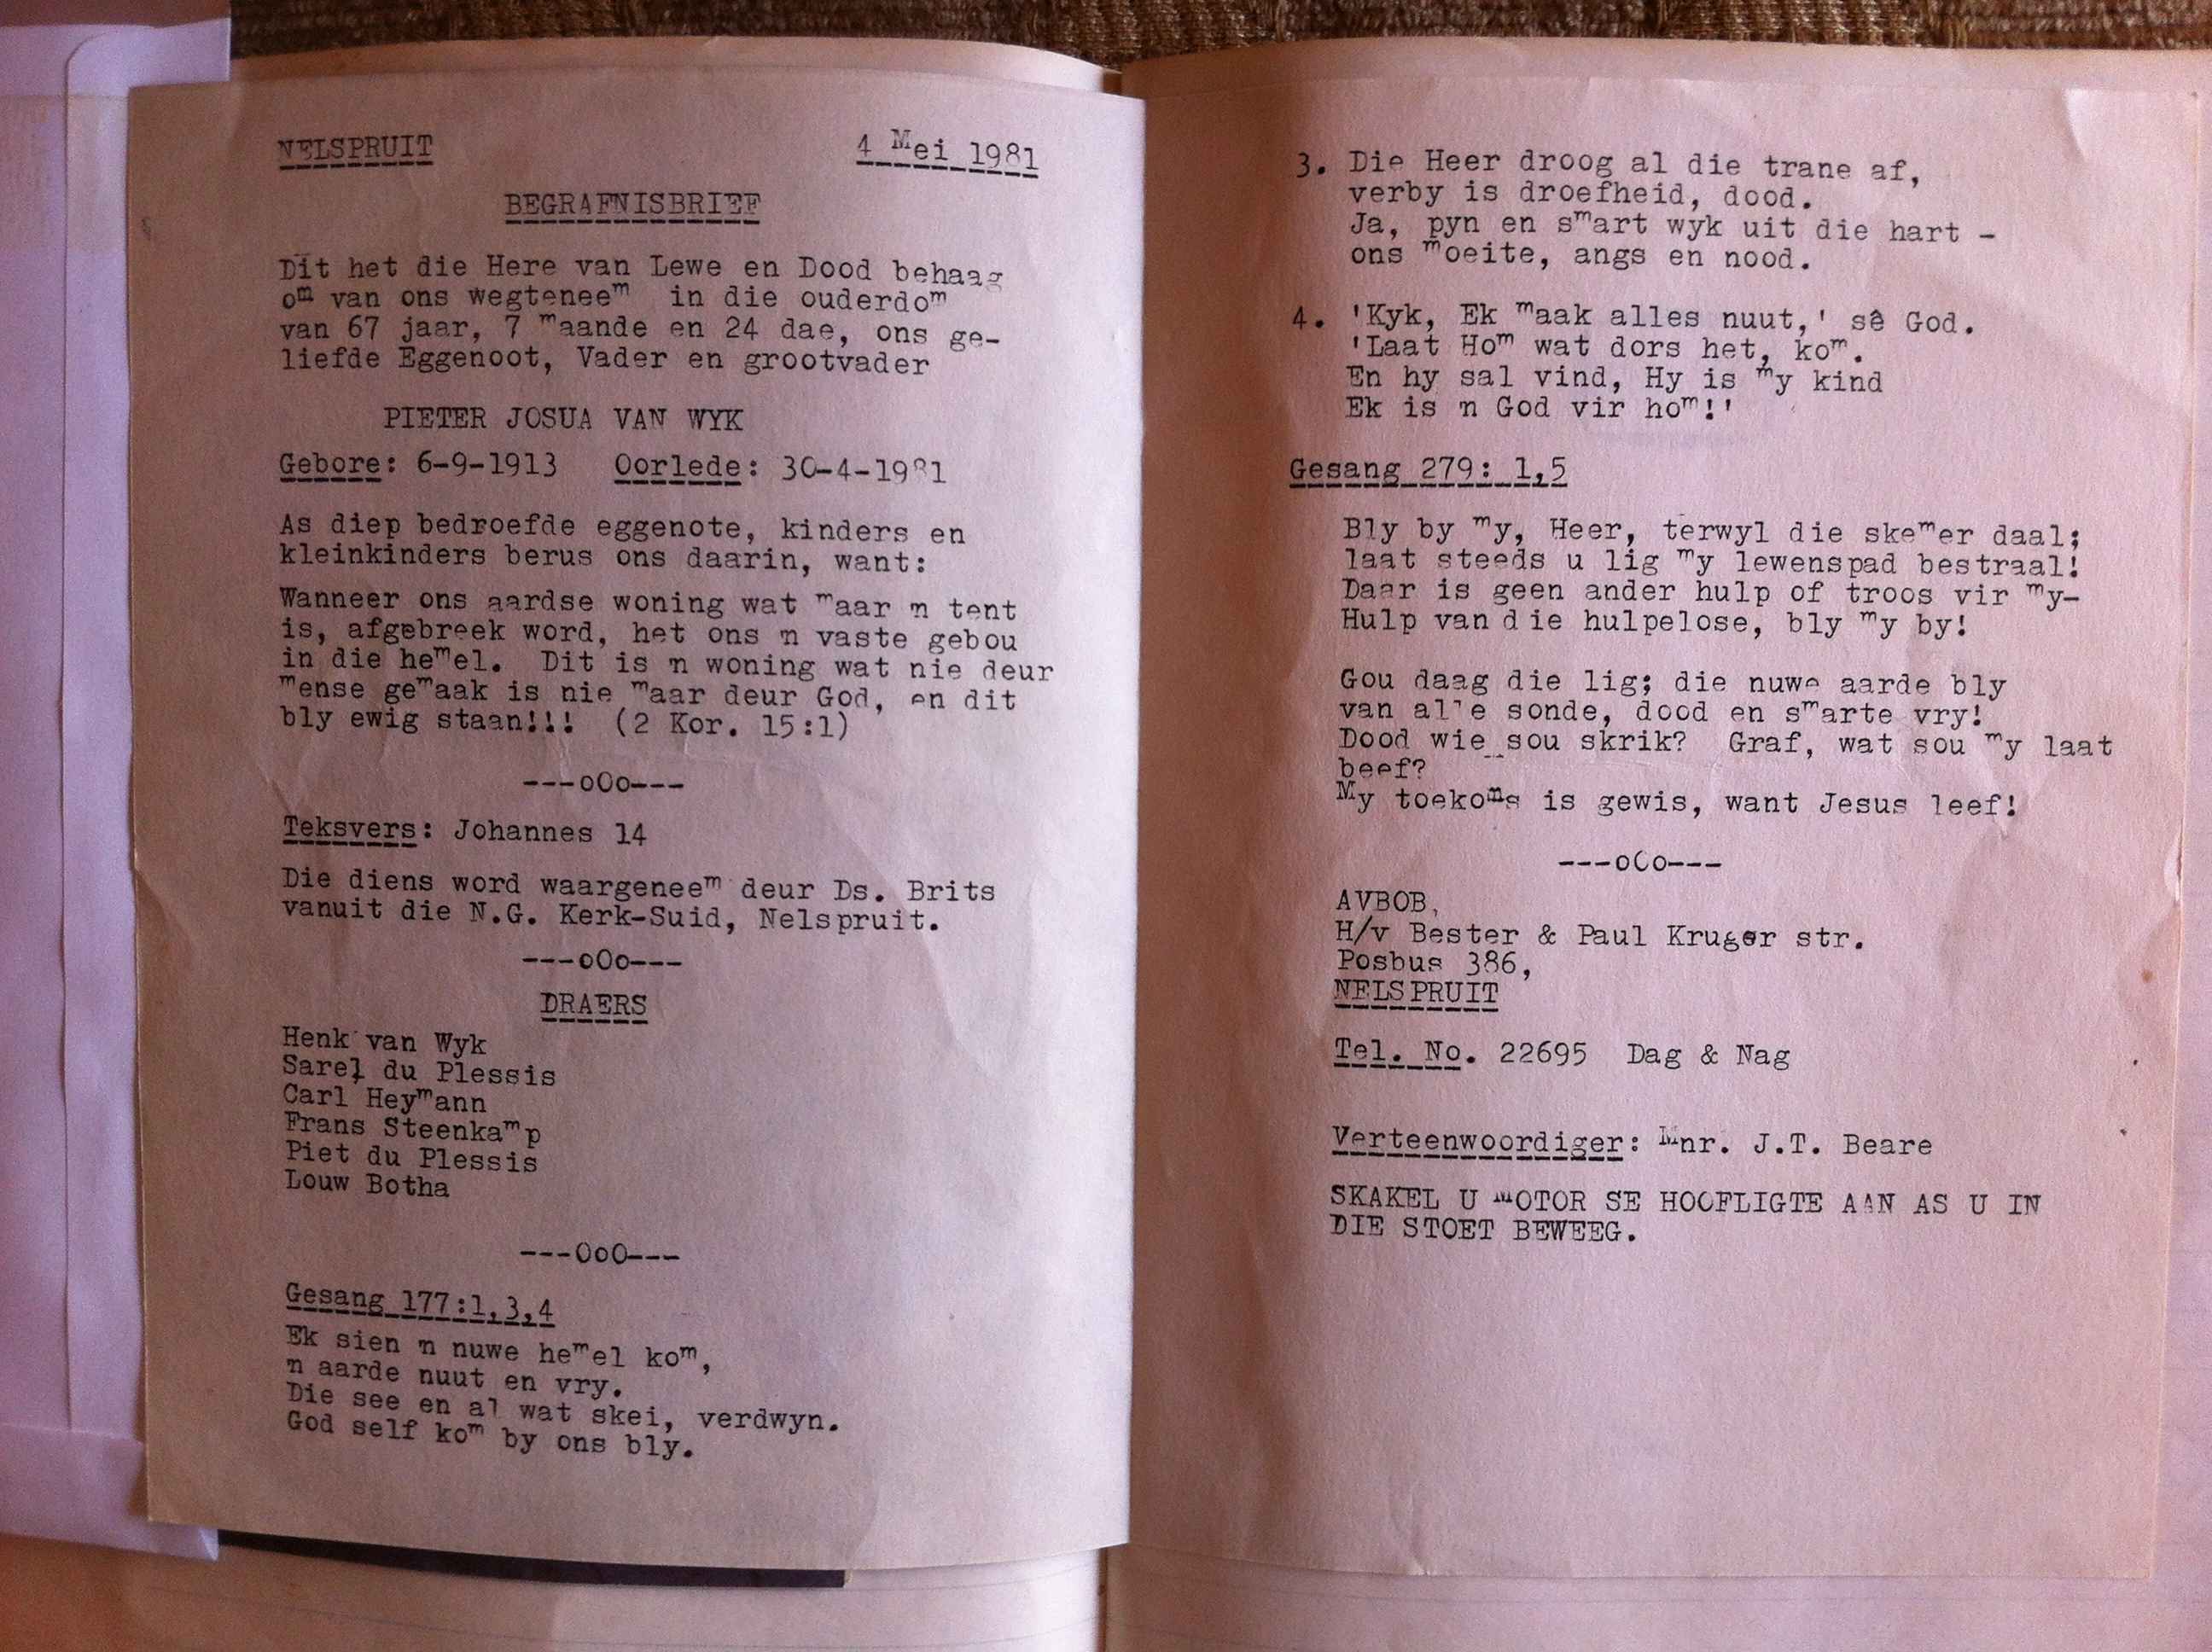 NELSPRUIT 4 Mei 1981
BEGRAFNISBRIEF
Dit het die Here van Lewe en Dood behaag
om van ons wegteneem in die ouderdom
van 67 jaar, 7 maande en 24 dae, ons ge-
liefde Eggenoot, Vader en grootvader
PIETER JOSUA VAN WYK
Gebore: 6-9-1913 Oorlede: 30-4-1981
As diep bedroefde eggenote, kinders en
kleinkinders berus ons daarin, want:
Wanneer ons aardse woning wat maar 'n tent
is, afgebreek word, het ons 'n vaste gebou
in die hemel. Dit is 'n woning wat nie deur
mense gemaak is nie maar deur God, en dit
bly ewig staan!!! (2 Kor. 15:1)
---oOo---
Teksvers: Johannes 14
Die diens word waargeneem deur Ds. Brits
vanuit die N.G. Kerk-Suid, Nelspruit.
---oOo---
DRAERS
Henk van Wyk
Sarel du Plessis
Carl Heymann
Frans Steenkamp
Piet du Plessis
Louw Botha
---OoO---
Gesang 177:1,3,4
Ek sien 'n nuwe hemel kom,
'n aarde nuut en vry.
Die see en al wat skei, verdwyn.
God self kom by ons bly.
3. Die Heer droog al die trane af,
verby is droefheid, dood.
Ja, pyn en smart wyk uit die hart -
ons moeite, angs en nood.
4. 'Kyk, Ek maak alles nuut,' sê God.
'Laat Hom wat dors het, kom.
En hy sal vind, Hy is my kind
Ek is 'n God vir hom!'
Gesang 279: 1,5
Bly by my, Heer, terwyl die skemer daal;
laat steeds u lig my lewenspad bestraal!
Daar is geen ander hulp of troos vir my-
Hulp van die hulpelose, bly my by!
Gou daag die lig; die nuwe aarde bly
van alle sonde, dood en smarte vry!
Dood wie sou skrik? Graf, wat sou my laat
beef?
My toekoms is gewis, want Jesus leef!
---oOo---
AVBOB,
H/v Bester & Paul Kruger str.
Posbus 386,
NELSPRUIT
Tel. No. 22695 Dag & Nag
Verteenwoordiger: Mnr. J.T. Beare
SKAKEL U MOTOR SE HOOFLIGTE AAN AS U IN
DIE STOET BEWEEG.